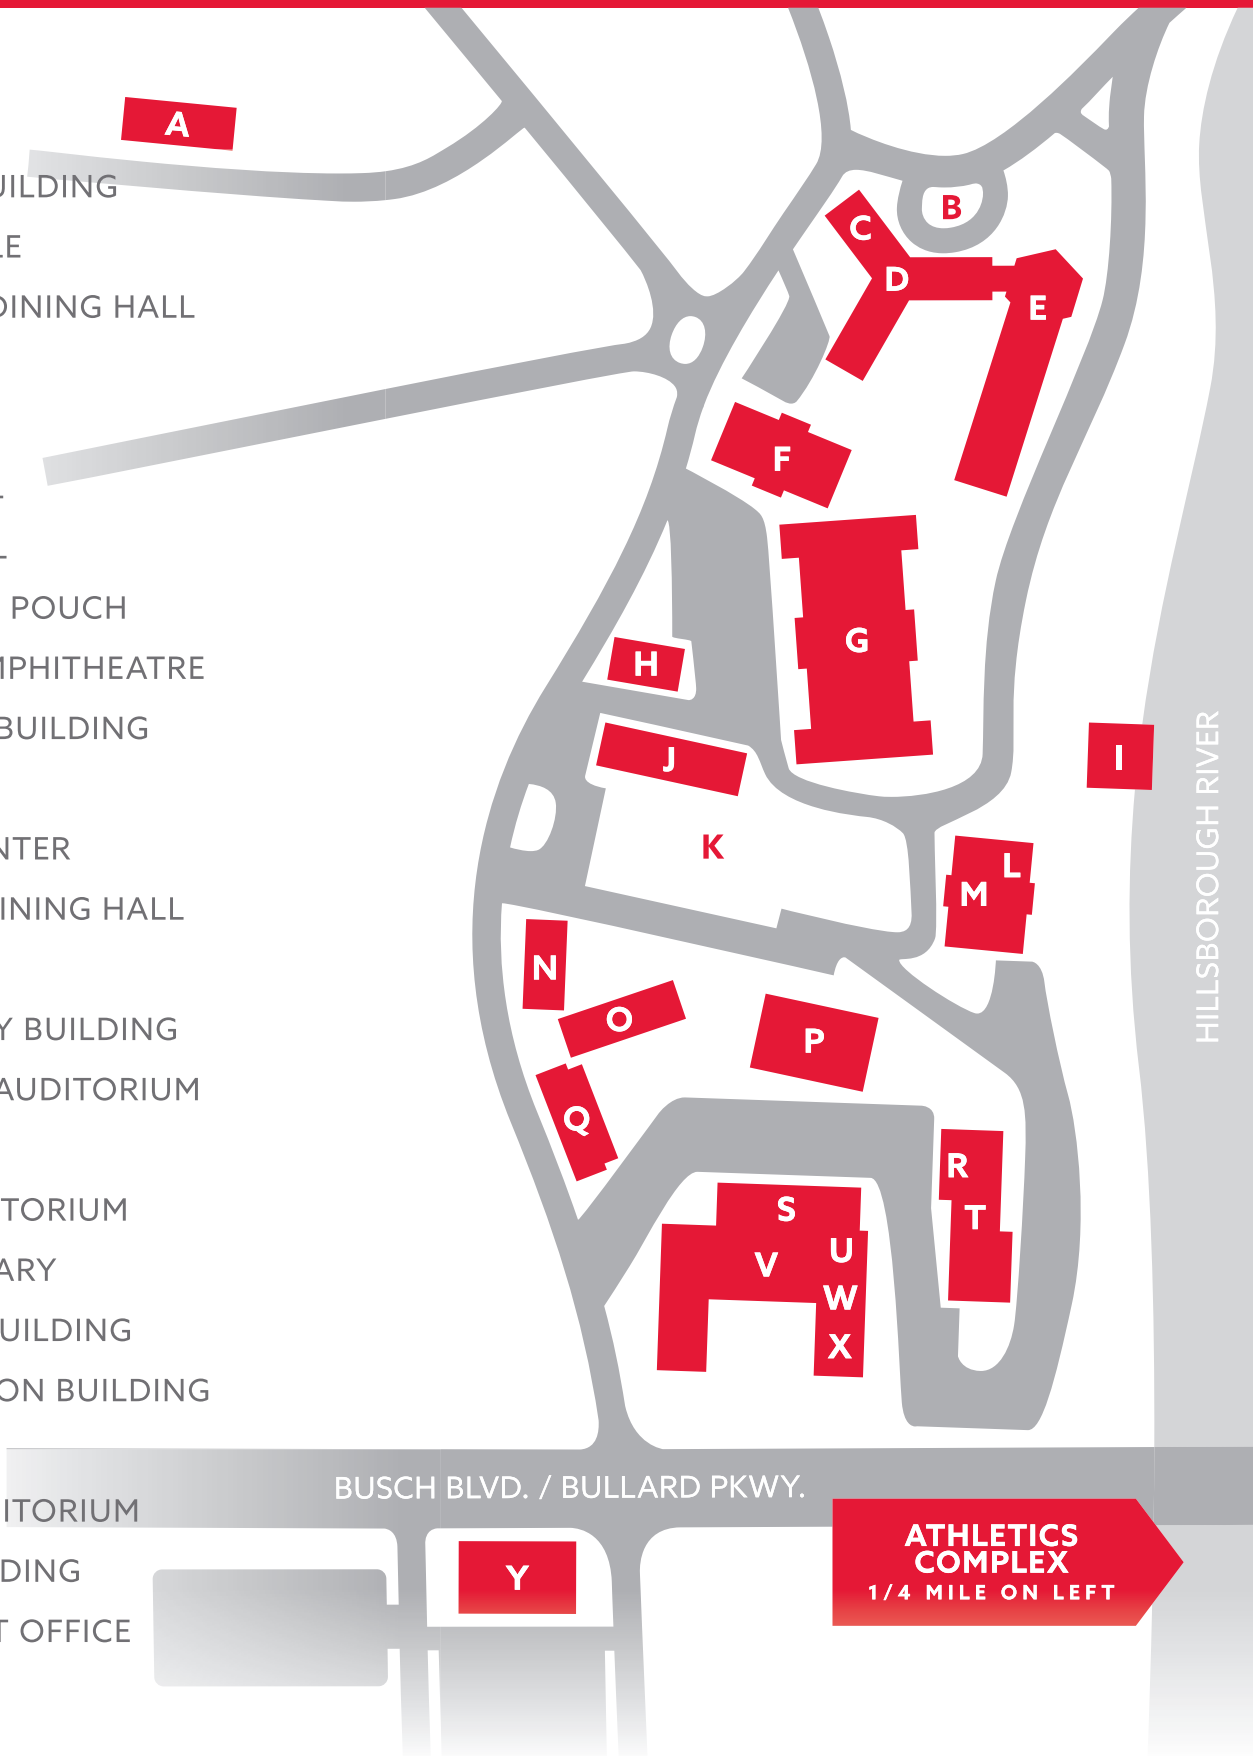 A
UILDING
LE
DINING HALL
B
C
D
E
F
G
POUCH
MPHITHEATRE
BUILDING
H
J
I
K
L
M
NTER
INING HALL
N
O
P
Y BUILDING
AUDITORIUM
Q
R
S
T
U
V
W
X
TORIUM
ARY
UILDING
ON BUILDING
HILLSBOROUGH RIVER
BUSCH BLVD. / BULLARD PKWY.
ITORIUM
DING
T OFFICE
Y
ATHLETICS
COMPLEX
1/4 MILE ON LEFT